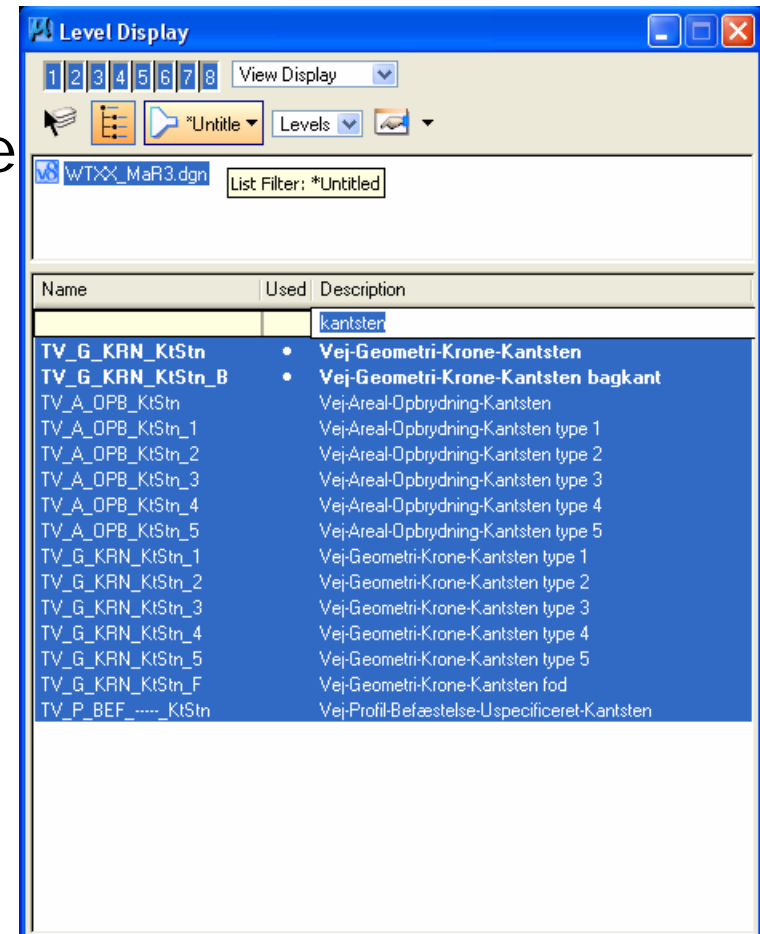 Level Display
1 2 3 4 5 6 7 8 View Display
*Untitle Levels
e
WTXX_MaR3.dgn
List Filter: *Untitled
Name Used Description
kantsten
TV_G_KRN_KtStn • Vej-Geometri-Krone-Kantsten
TV_G_KRN_KtStn_B • Vej-Geometri-Krone-Kantsten bagkant
TV_A_OPB_KtStn Vej-Areal-Opbrydning-Kantsten
TV_A_OPB_KtStn_1 Vej-Areal-Opbrydning-Kantsten type 1
TV_A_OPB_KtStn_2 Vej-Areal-Opbrydning-Kantsten type 2
TV_A_OPB_KtStn_3 Vej-Areal-Opbrydning-Kantsten type 3
TV_A_OPB_KtStn_4 Vej-Areal-Opbrydning-Kantsten type 4
TV_A_OPB_KtStn_5 Vej-Areal-Opbrydning-Kantsten type 5
TV_G_KRN_KtStn_1 Vej-Geometri-Krone-Kantsten type 1
TV_G_KRN_KtStn_2 Vej-Geometri-Krone-Kantsten type 2
TV_G_KRN_KtStn_3 Vej-Geometri-Krone-Kantsten type 3
TV_G_KRN_KtStn_4 Vej-Geometri-Krone-Kantsten type 4
TV_G_KRN_KtStn_5 Vej-Geometri-Krone-Kantsten type 5
TV_G_KRN_KtStn_F Vej-Geometri-Krone-Kantsten fod
TV_P_BEF_-----_KtStn Vej-Profil-Befæstelse-Uspecificeret-Kantsten